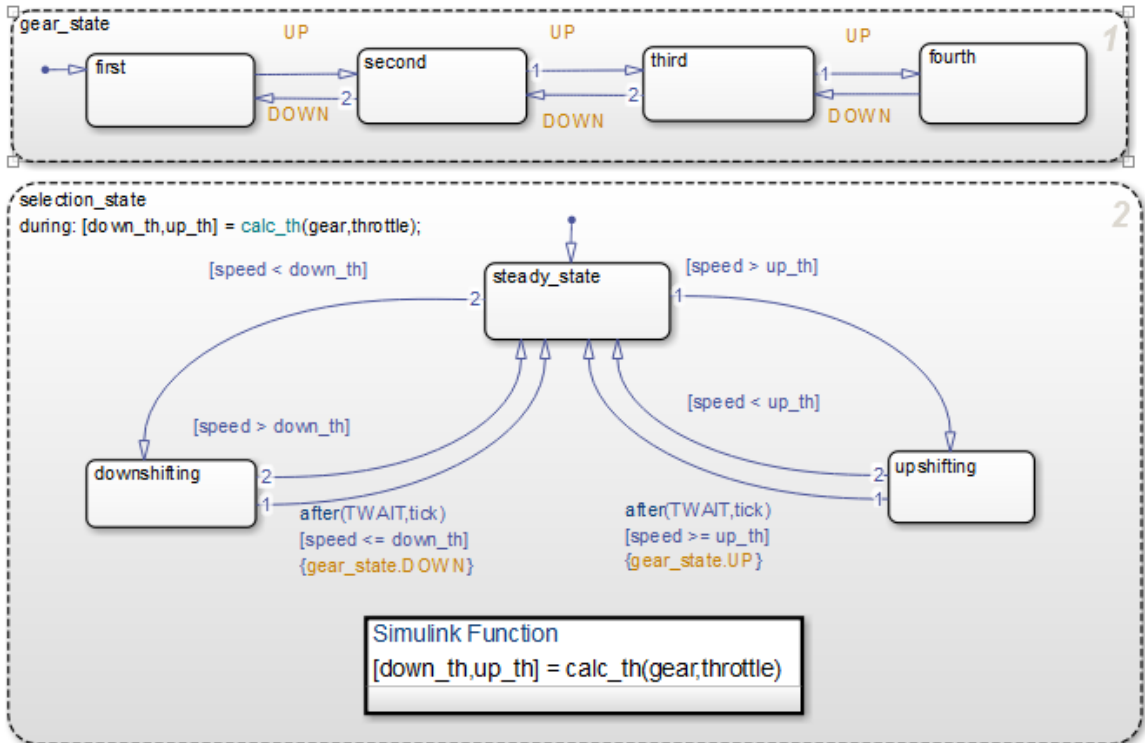 gear_state
UP
UP
UP
1
first
second
third
fourth
1
1
2
2
DOWN
DOWN
DOWN
selection_state
2
during: [down_th,up_th] = calc_th(gear,throttle);
[speed < down_th]
steady_state
[speed > up_th]
2
1
[speed > down_th]
[speed < up_th]
downshifting
upshifting
2
2
1
1
after(TWAIT,tick)
[speed <= down_th]
{gear_state.DOWN}
after(TWAIT,tick)
[speed >= up_th]
{gear_state.UP}
Simulink Function
[down_th,up_th] = calc_th(gear,throttle)